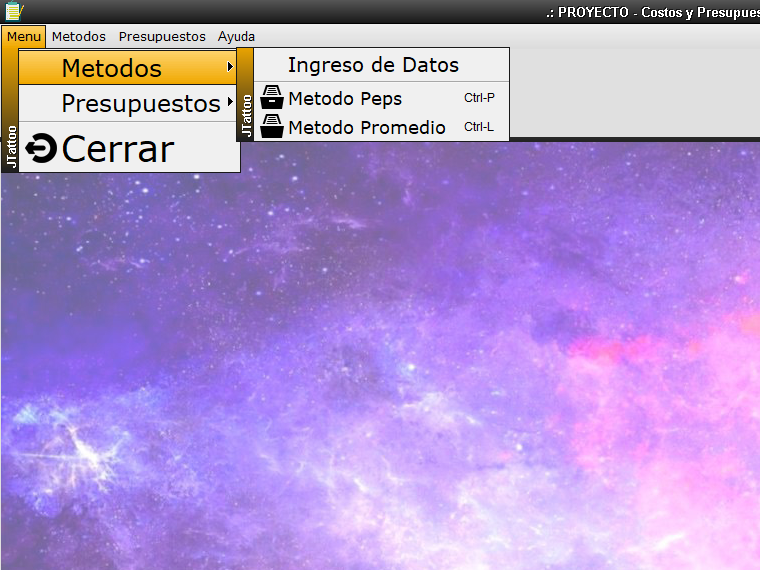 .: PROYECTO - Costos y Presupues
Menu Metodos Presupuestos Ayuda
Metodos
Presupuestos
Cerrar
JTattoo
Ingreso de Datos
Metodo Peps Ctrl-P
Metodo Promedio Ctrl-L
JTattoo